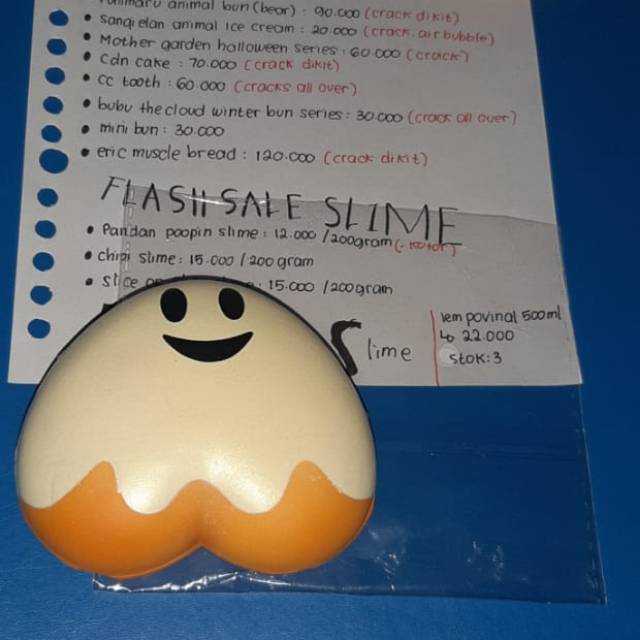 animal bun (bear) : 90.000 (crack dikit)
• sanqi elan animal ice cream : 20.000 (crack. air bubble)
• Mother garden halloween series : 60.000 (crack)
• Cdn cake : 70.000 (crack dikit)
• CC tooth : 60.000 (cracks all over)
• bubu the cloud winter bun series : 30.000 (crack all over)
• mini bun : 30.000
• eric muscle bread : 120.000 (crack dikit)
FLASH SALE SLIME
• Pandan poopin slime : 12.000 /200gram (. kotor)
• chipi slime : 15.000 / 200 gram
• 15.000 /200gram
Slime
lem povinal 500ml
↳ 22.000
Stok : 3